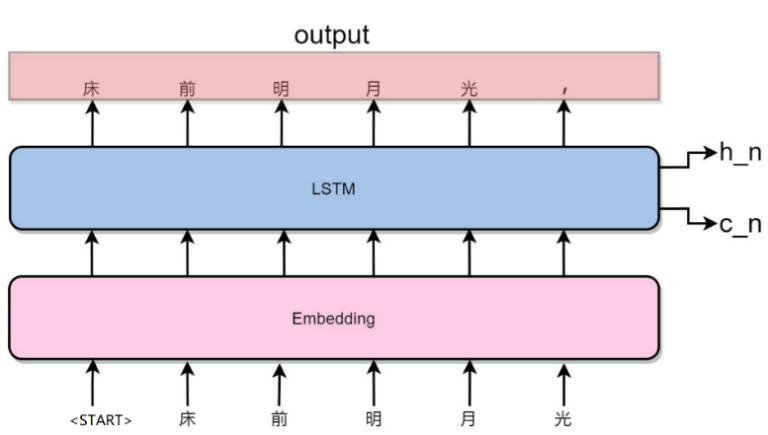 output
床 前 明 月 光 ，
h_n
LSTM
c_n
Embedding
<START> 床 前 明 月 光